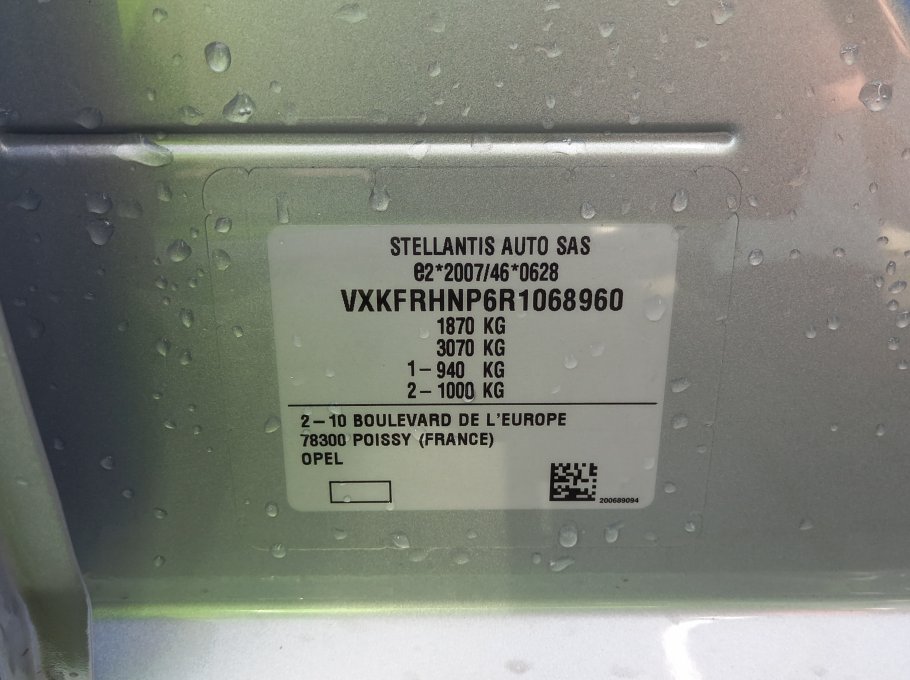 STELLANTIS AUTO SAS
e2*2007/46*0628
VXKFRHNP6R1068960
1870 KG
3070 KG
1-940 KG
2-1000 KG
2-10 BOULEVARD DE L'EUROPE
78300 POISSY (FRANCE)
OPEL
200689094